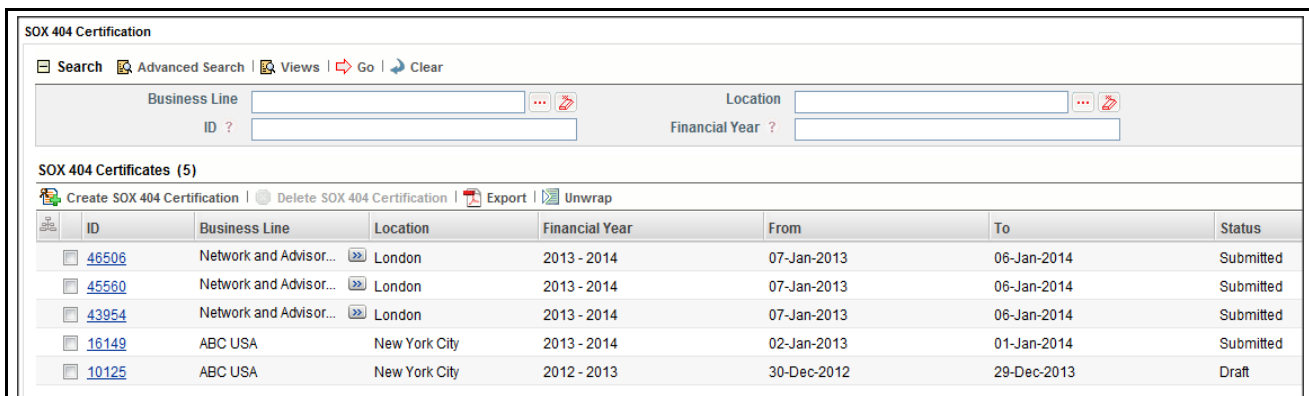 SOX 404 Certification
Search Advanced Search | Views | Go | Clear
Business Line ... Location ...
ID ? Financial Year ?
SOX 404 Certificates (5)
Create SOX 404 Certification | Delete SOX 404 Certification | Export | Unwrap
ID Business Line Location Financial Year From To Status
46506 Network and Advisor... >> London 2013 - 2014 07-Jan-2013 06-Jan-2014 Submitted
45560 Network and Advisor... >> London 2013 - 2014 07-Jan-2013 06-Jan-2014 Submitted
43954 Network and Advisor... >> London 2013 - 2014 07-Jan-2013 06-Jan-2014 Submitted
16149 ABC USA New York City 2013 - 2014 02-Jan-2013 01-Jan-2014 Submitted
10125 ABC USA New York City 2012 - 2013 30-Dec-2012 29-Dec-2013 Draft